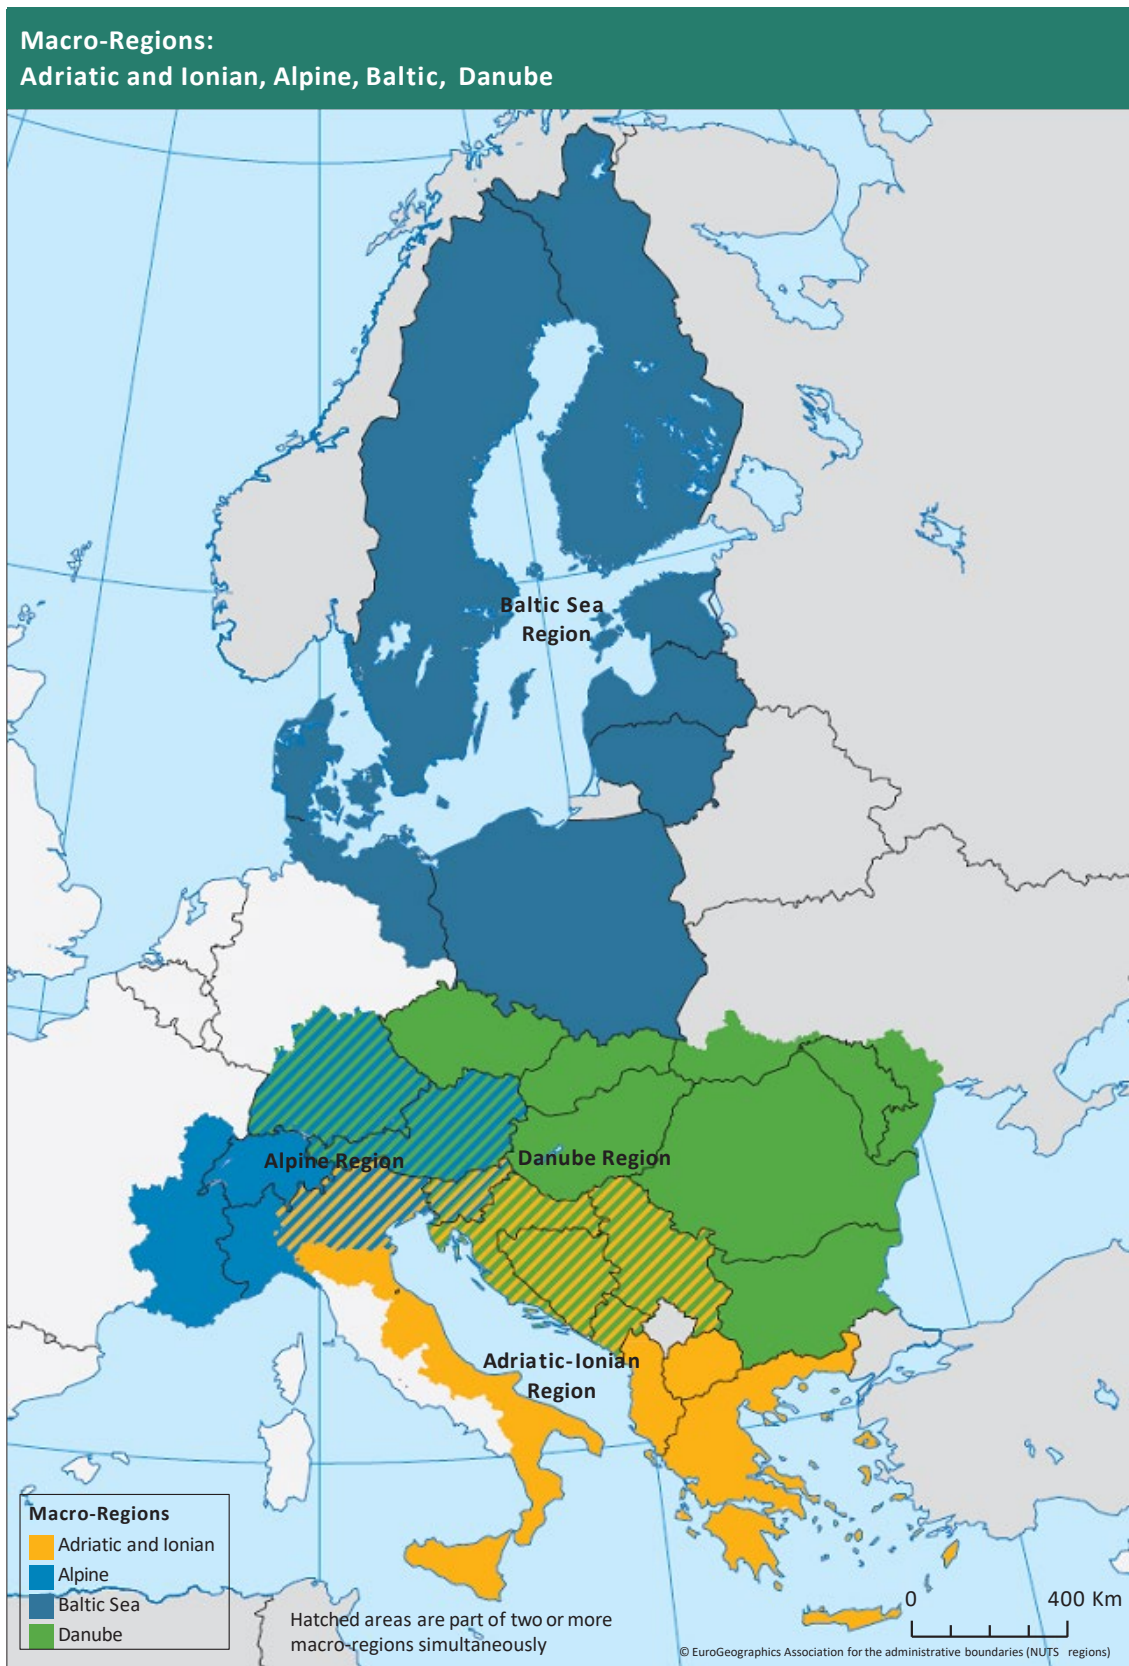 Macro-Regions:
Adriatic and Ionian, Alpine, Baltic, Danube
Baltic Sea
Region
Alpine Region
Danube Region
Adriatic-Ionian
Region
Macro-Regions
Adriatic and Ionian
Alpine
Baltic Sea
Danube
Hatched areas are part of two or more
macro-regions simultaneously
0 400 Km
© EuroGeographics Association for the administrative boundaries (NUTS regions)